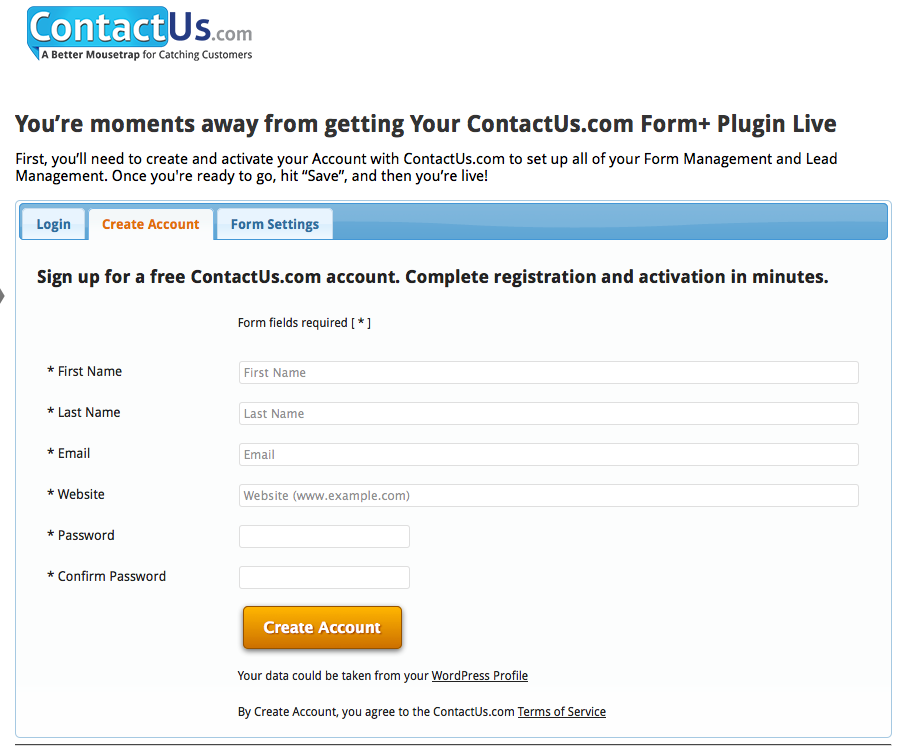 ContactUs.com
A Better Mousetrap for Catching Customers
You’re moments away from getting Your ContactUs.com Form+ Plugin Live
First, you’ll need to create and activate your Account with ContactUs.com to set up all of your Form Management and Lead
Management. Once you're ready to go, hit “Save”, and then you’re live!
Login
Create Account
Form Settings
Sign up for a free ContactUs.com account. Complete registration and activation in minutes.
Form fields required [ * ]
* First Name
First Name
* Last Name
Last Name
* Email
Email
* Website
Website (www.example.com)
* Password
* Confirm Password
Create Account
Your data could be taken from your WordPress Profile
By Create Account, you agree to the ContactUs.com Terms of Service